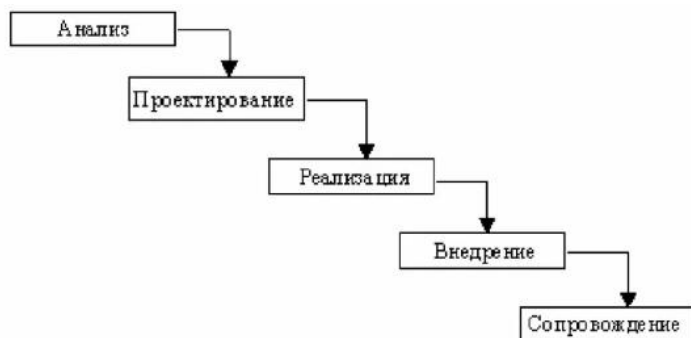 Анализ
Проектирование
Реализация
Внедрение
Сопровождение